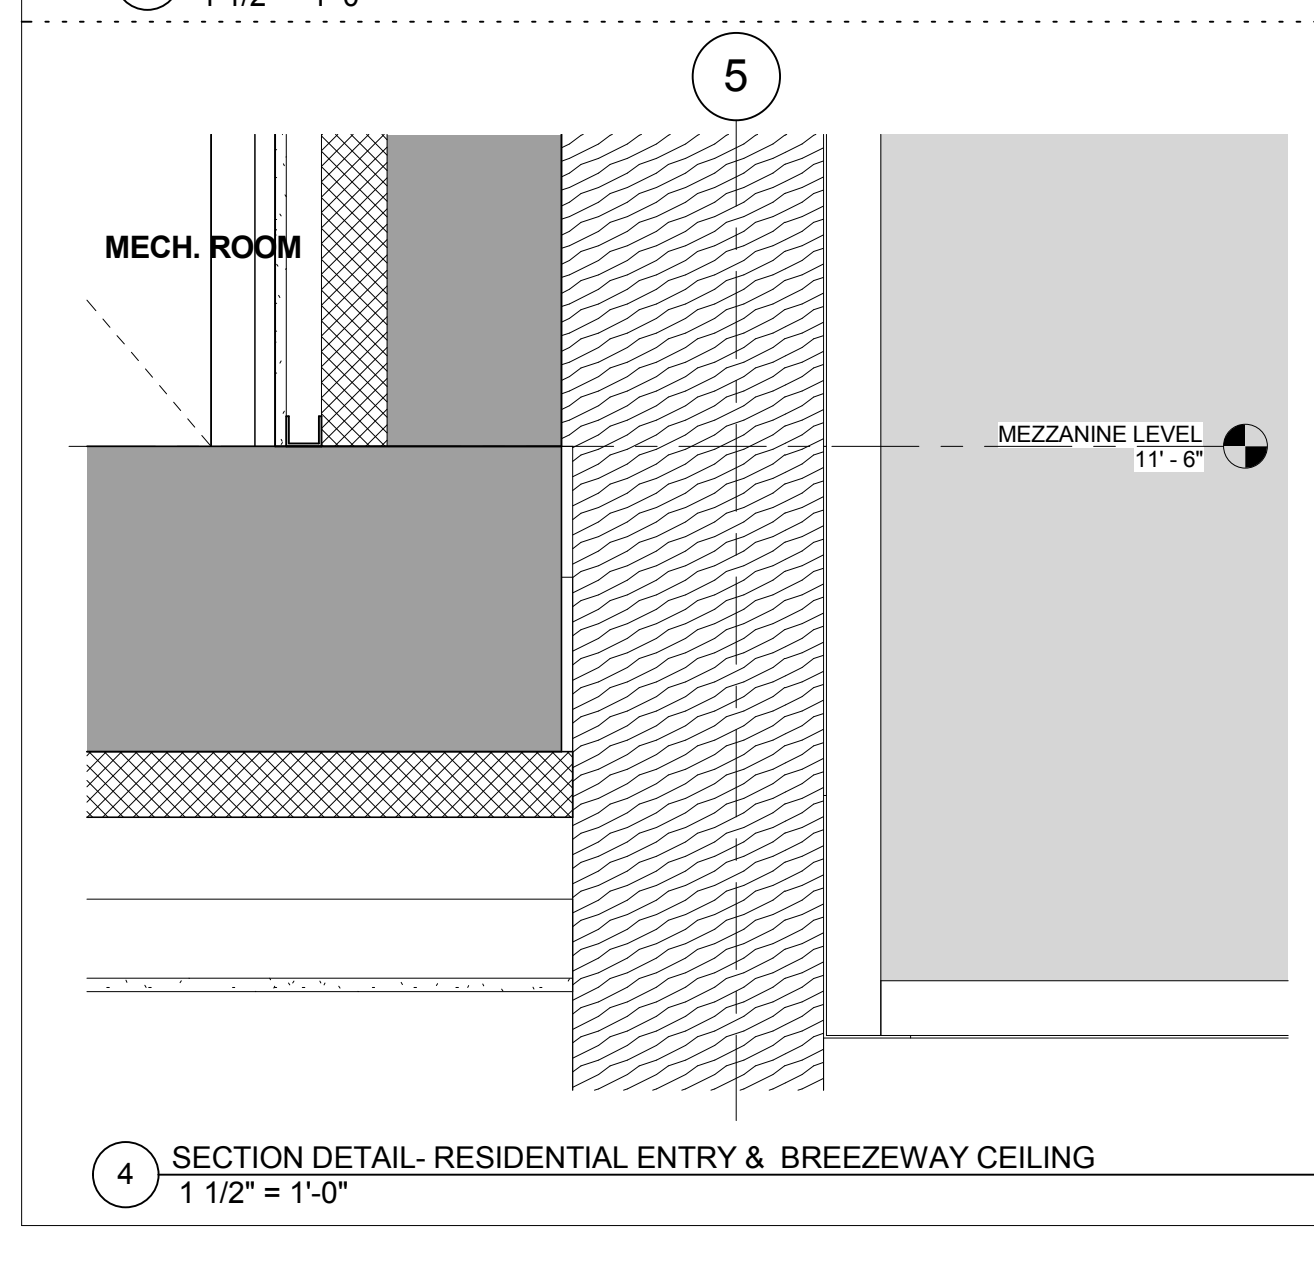 5
MECH. ROOM
MEZZANINE LEVEL
11' - 6"
4
SECTION DETAIL- RESIDENTIAL ENTRY & BREEZEWAY CEILING
1 1/2" = 1'-0"